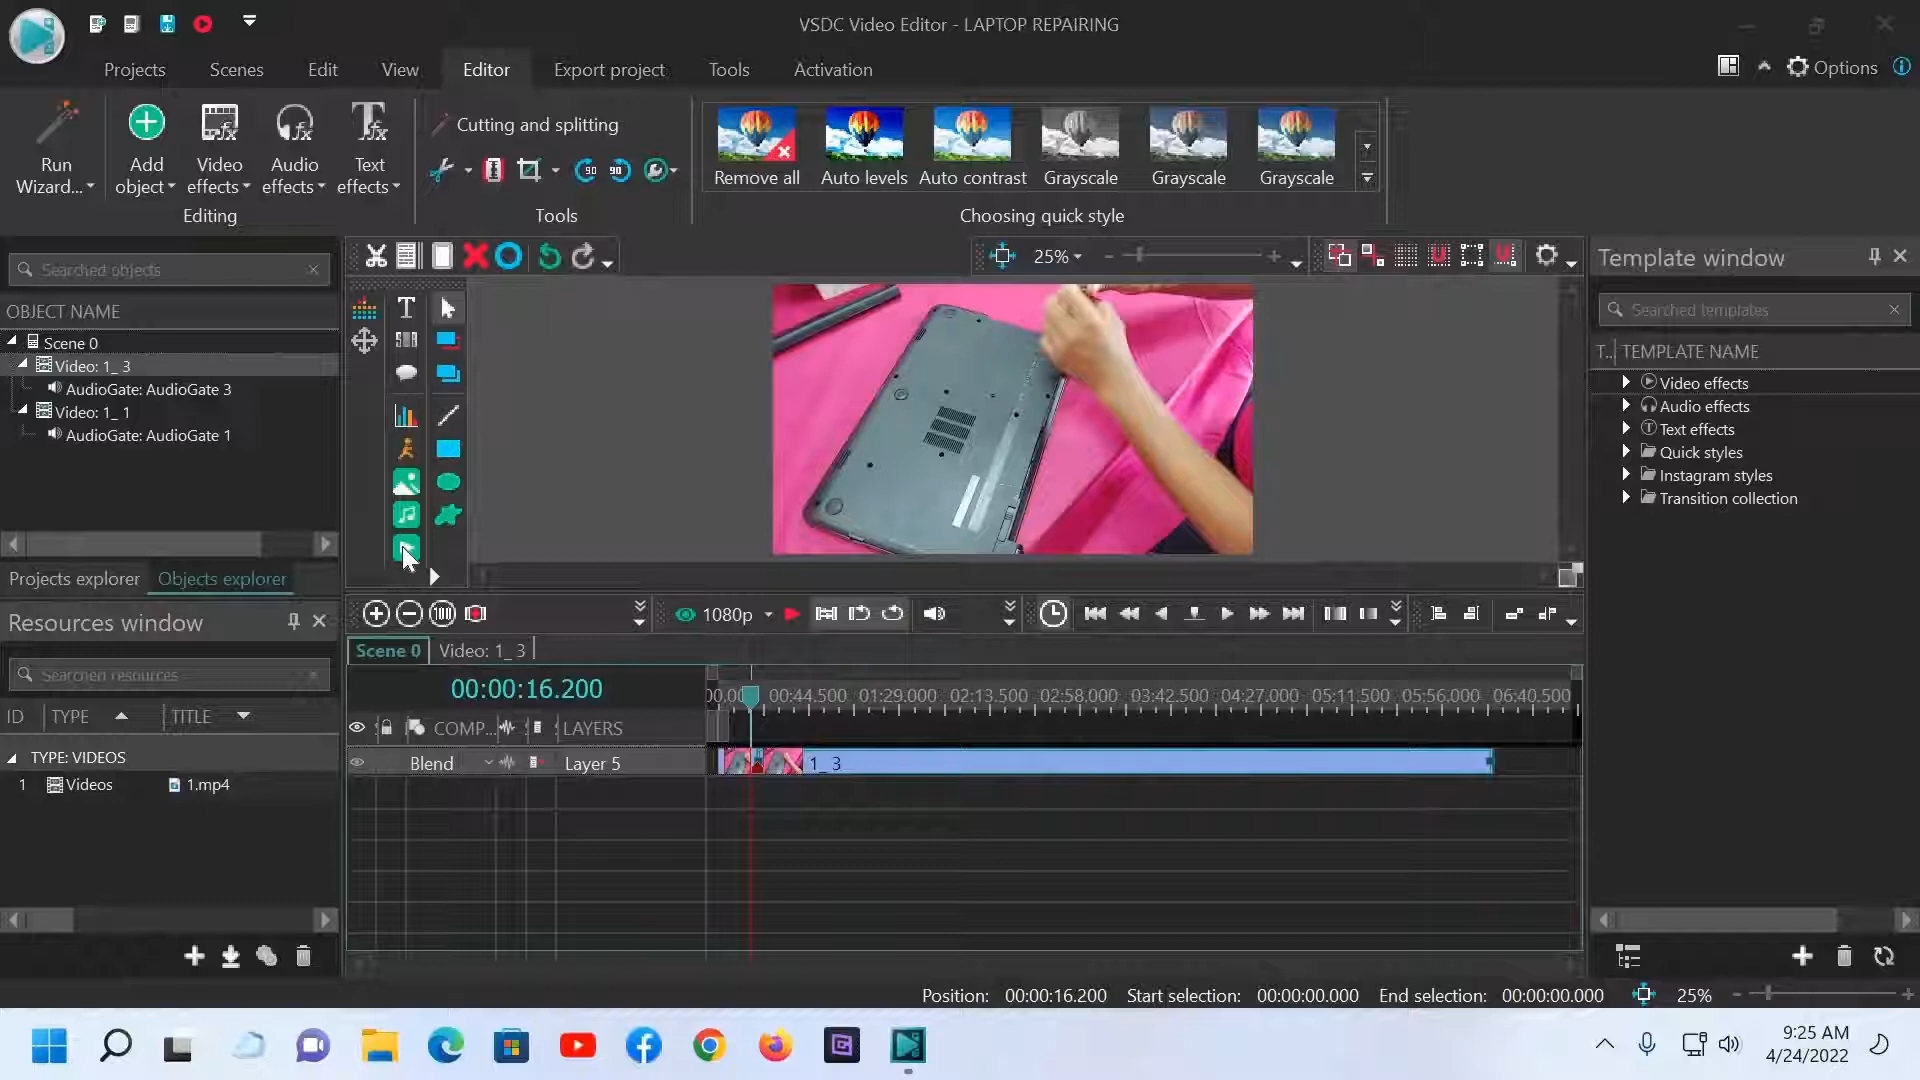 VSDC Video Editor - LAPTOP REPAIRING
Projects Scenes Edit View Editor Export project Tools Activation Options
Run Wizard... Add object Video effects Audio effects Text effects
Editing
Cutting and splitting
Tools
Remove all Auto levels Auto contrast Grayscale Grayscale Grayscale
Choosing quick style
Searched objects
OBJECT NAME
Scene 0
Video: 1_ 3
AudioGate: AudioGate 3
Video: 1_ 1
AudioGate: AudioGate 1
Projects explorer Objects explorer
25%
Template window
Searched templates
T.. TEMPLATE NAME
Video effects
Audio effects
Text effects
Quick styles
Instagram styles
Transition collection
Resources window
Searched resources
ID TYPE TITLE
TYPE: VIDEOS
1 Videos 1.mp4
1080p
Scene 0 Video: 1_ 3
00:00:16.200
00:44.500 01:29.000 02:13.500 02:58.000 03:42.500 04:27.000 05:11.500 05:56.000 06:40.500
COMP... LAYERS
Blend Layer 5 1_ 3
Position: 00:00:16.200 Start selection: 00:00:00.000 End selection: 00:00:00.000 25%
9:25 AM
4/24/2022